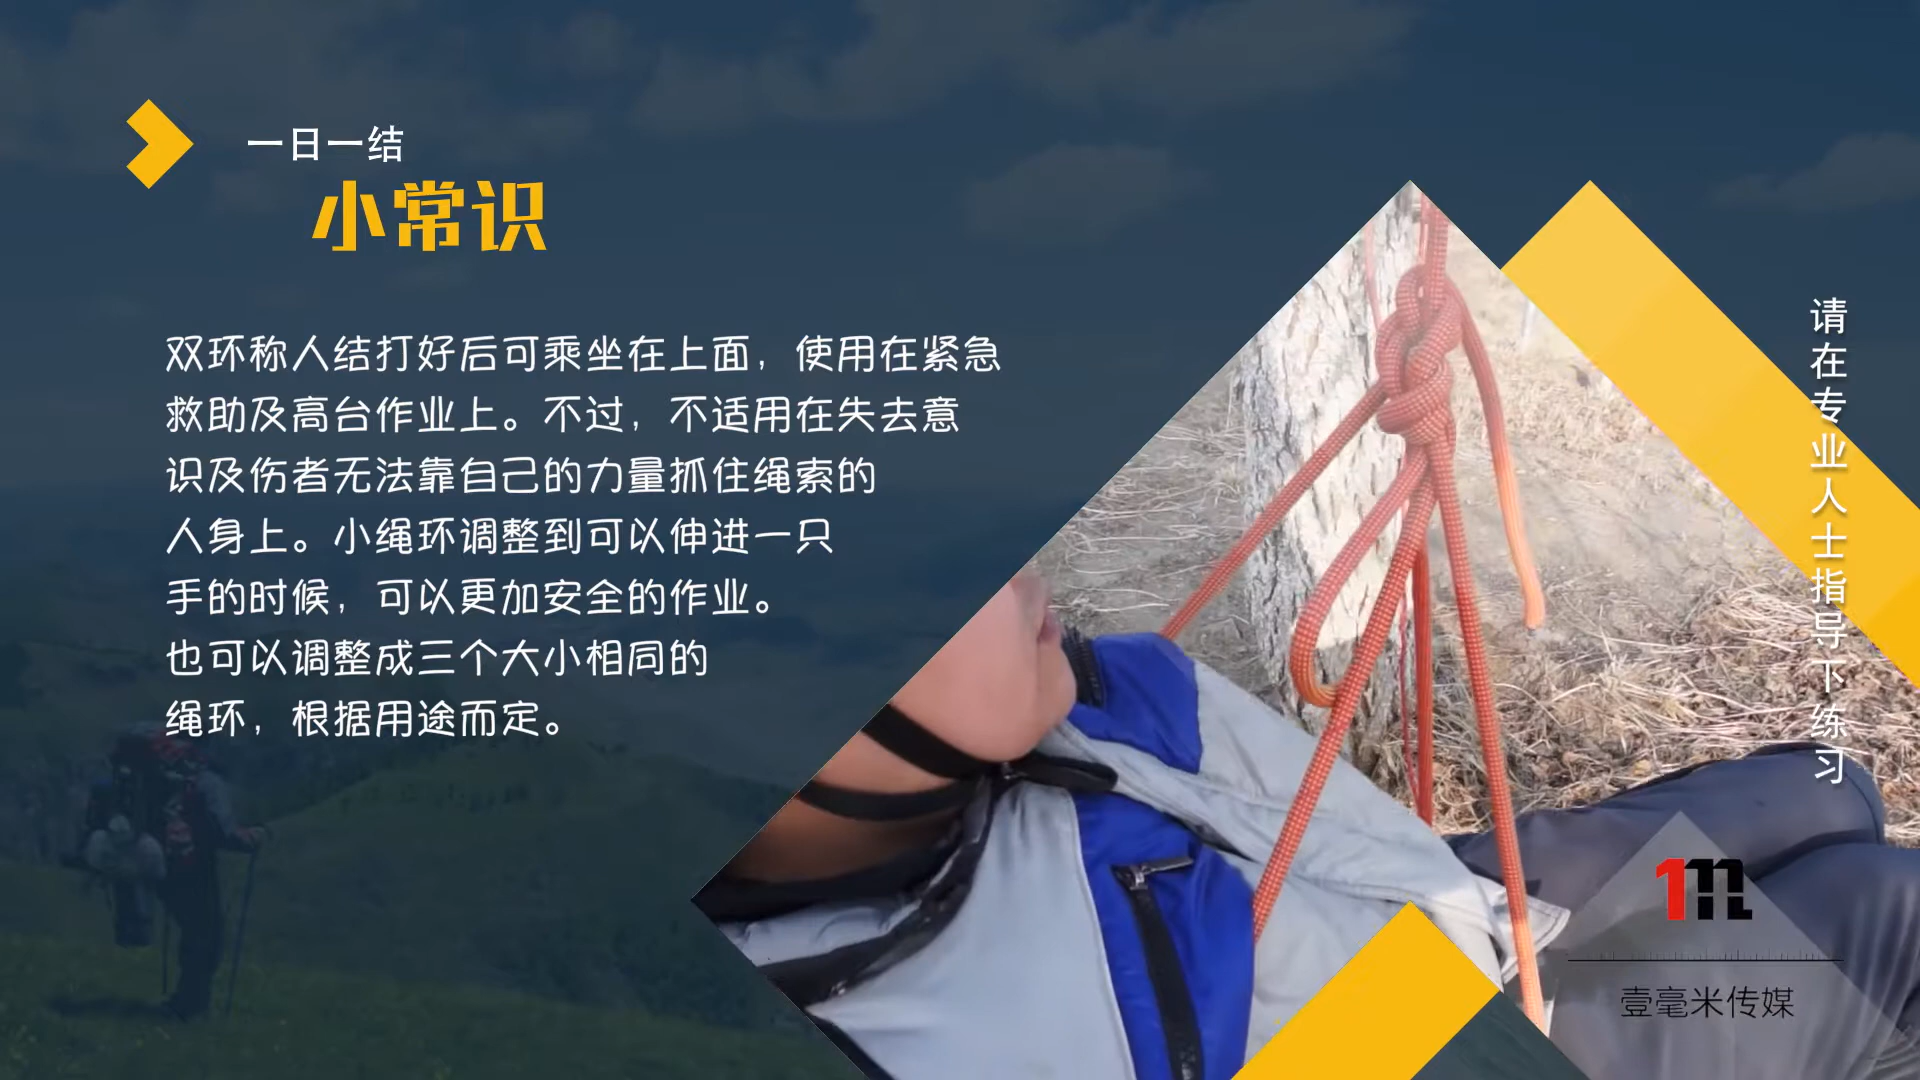 一日一结
小常识
双环称人结打好后可乘坐在上面，使用在紧急
救助及高台作业上。不过，不适用在失去意
识及伤者无法靠自己的力量抓住绳索的
人身上。小绳环调整到可以伸进一只
手的时候，可以更加安全的作业。
也可以调整成三个大小相同的
绳环，根据用途而定。
请在专业人士指导下练习
1m
壹毫米传媒